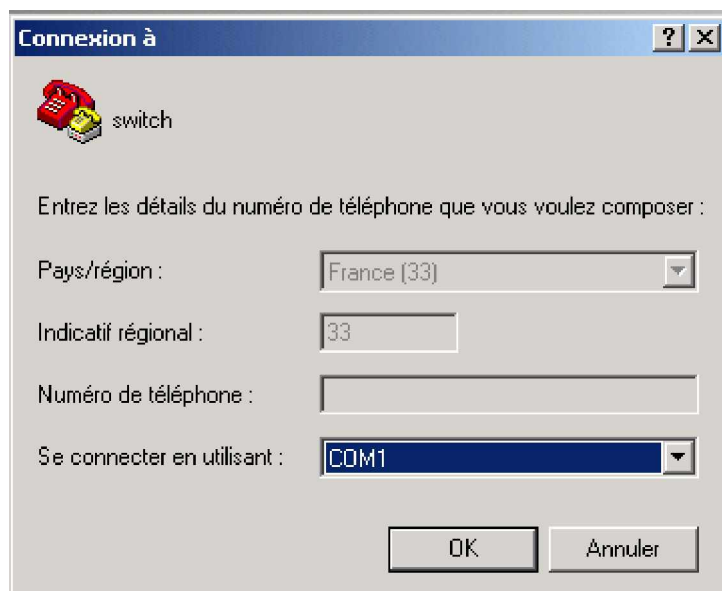 Connexion à
switch
Entrez les détails du numéro de téléphone que vous voulez composer :
Pays/région : France (33)
Indicatif régional : 33
Numéro de téléphone :
Se connecter en utilisant : COM1
OK Annuler